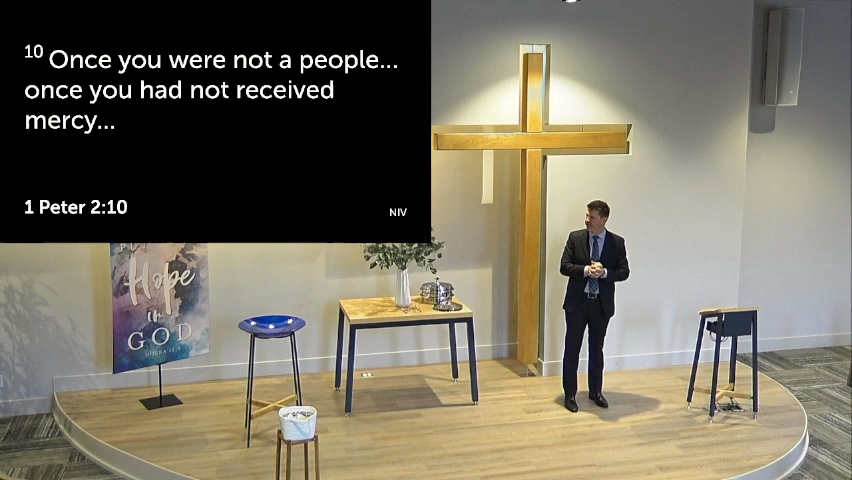 10 Once you were not a people...
once you had not received
mercy...
1 Peter 2:10
NIV
Hope
in
GOD